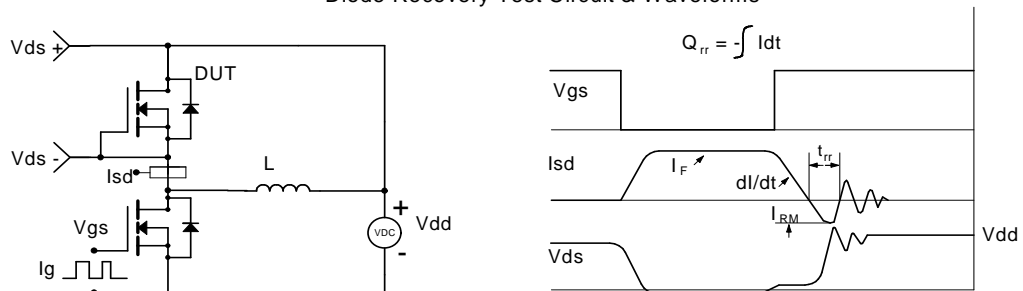 Diode Recovery Test Circuit & Waveforms
Vds +
DUT
Vds -
Isd
L
Vgs
Ig
+
VDC
-
Vdd
Q rr = -∫ Idt
Vgs
Isd
I F
dI/dt
t rr
I RM
Vdd
Vds